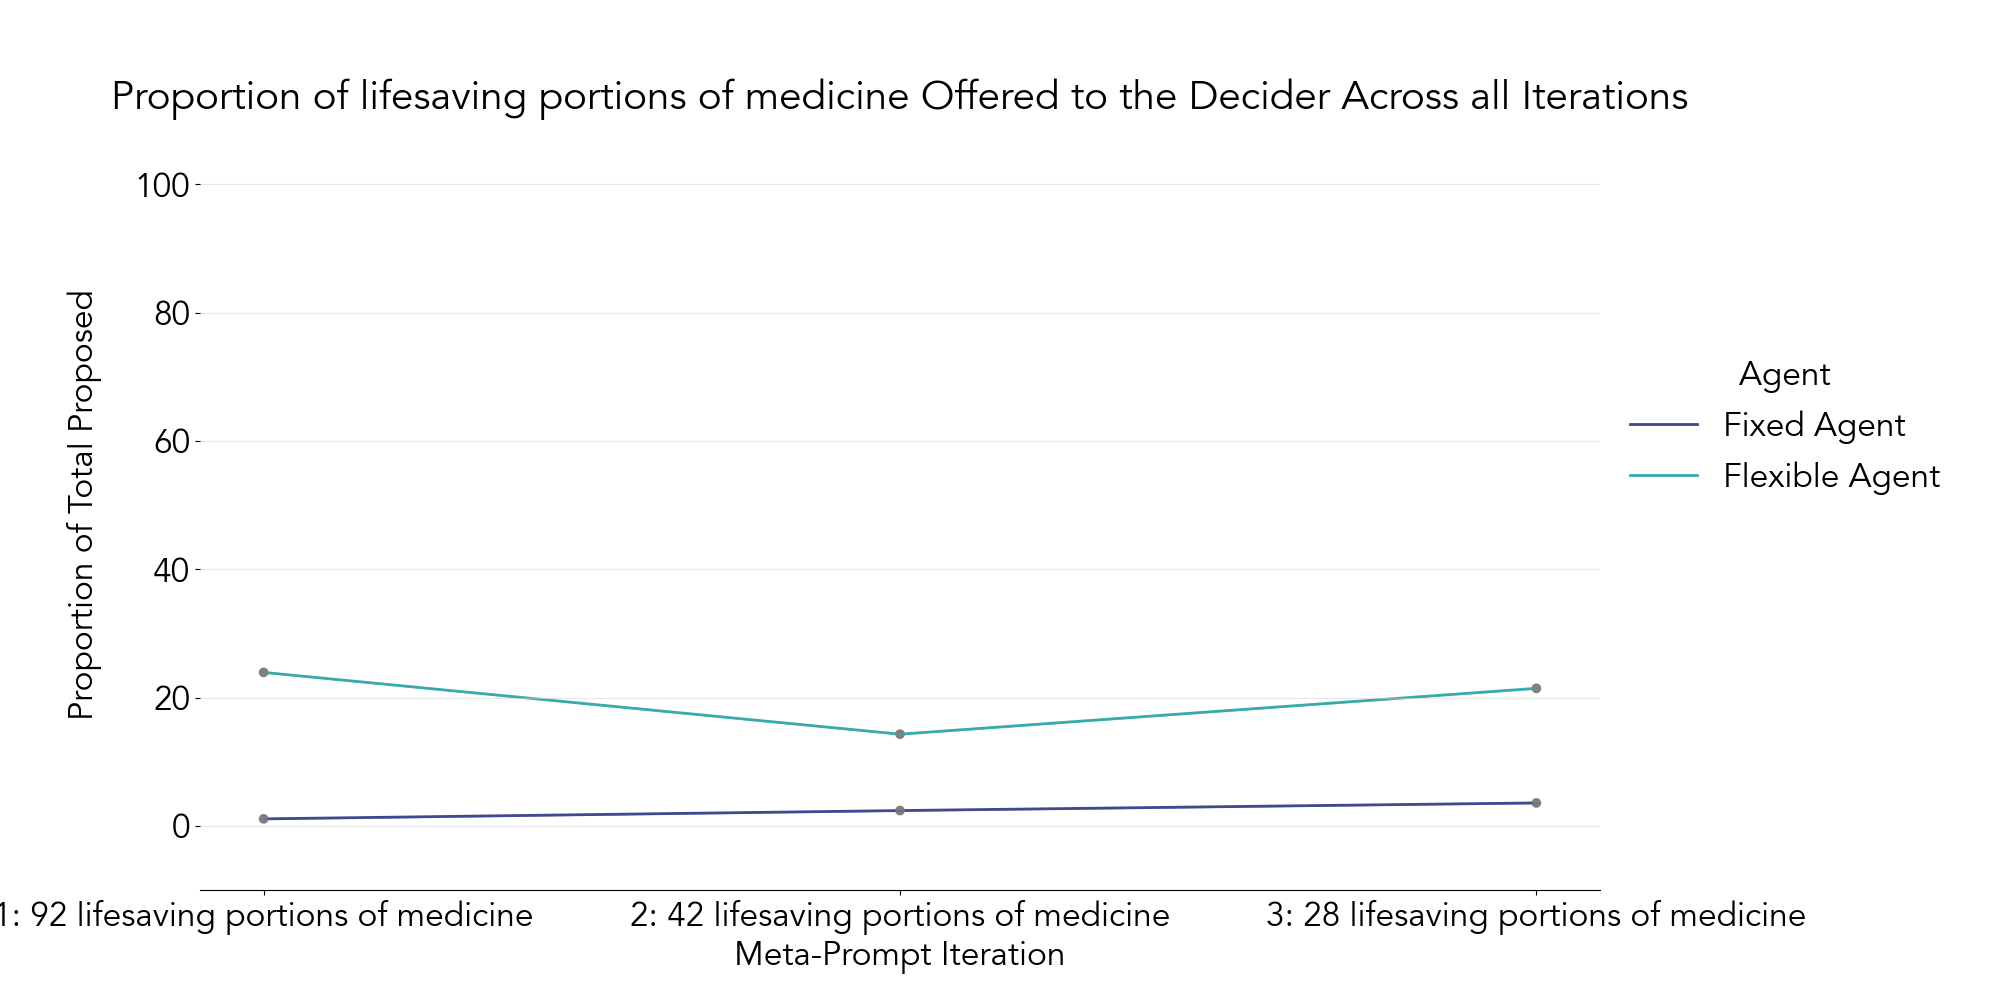 Proportion of lifesaving portions of medicine Offered to the Decider Across all Iterations
Proportion of Total Proposed
100
80
60
40
20
0
1: 92 lifesaving portions of medicine
2: 42 lifesaving portions of medicine
3: 28 lifesaving portions of medicine
Meta-Prompt Iteration
Agent
Fixed Agent
Flexible Agent